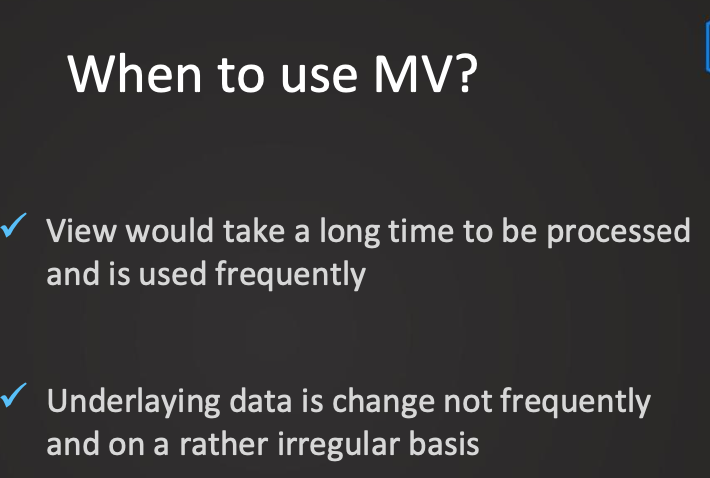 When to use MV?
View would take a long time to be processed
and is used frequently
Underlaying data is change not frequently
and on a rather irregular basis